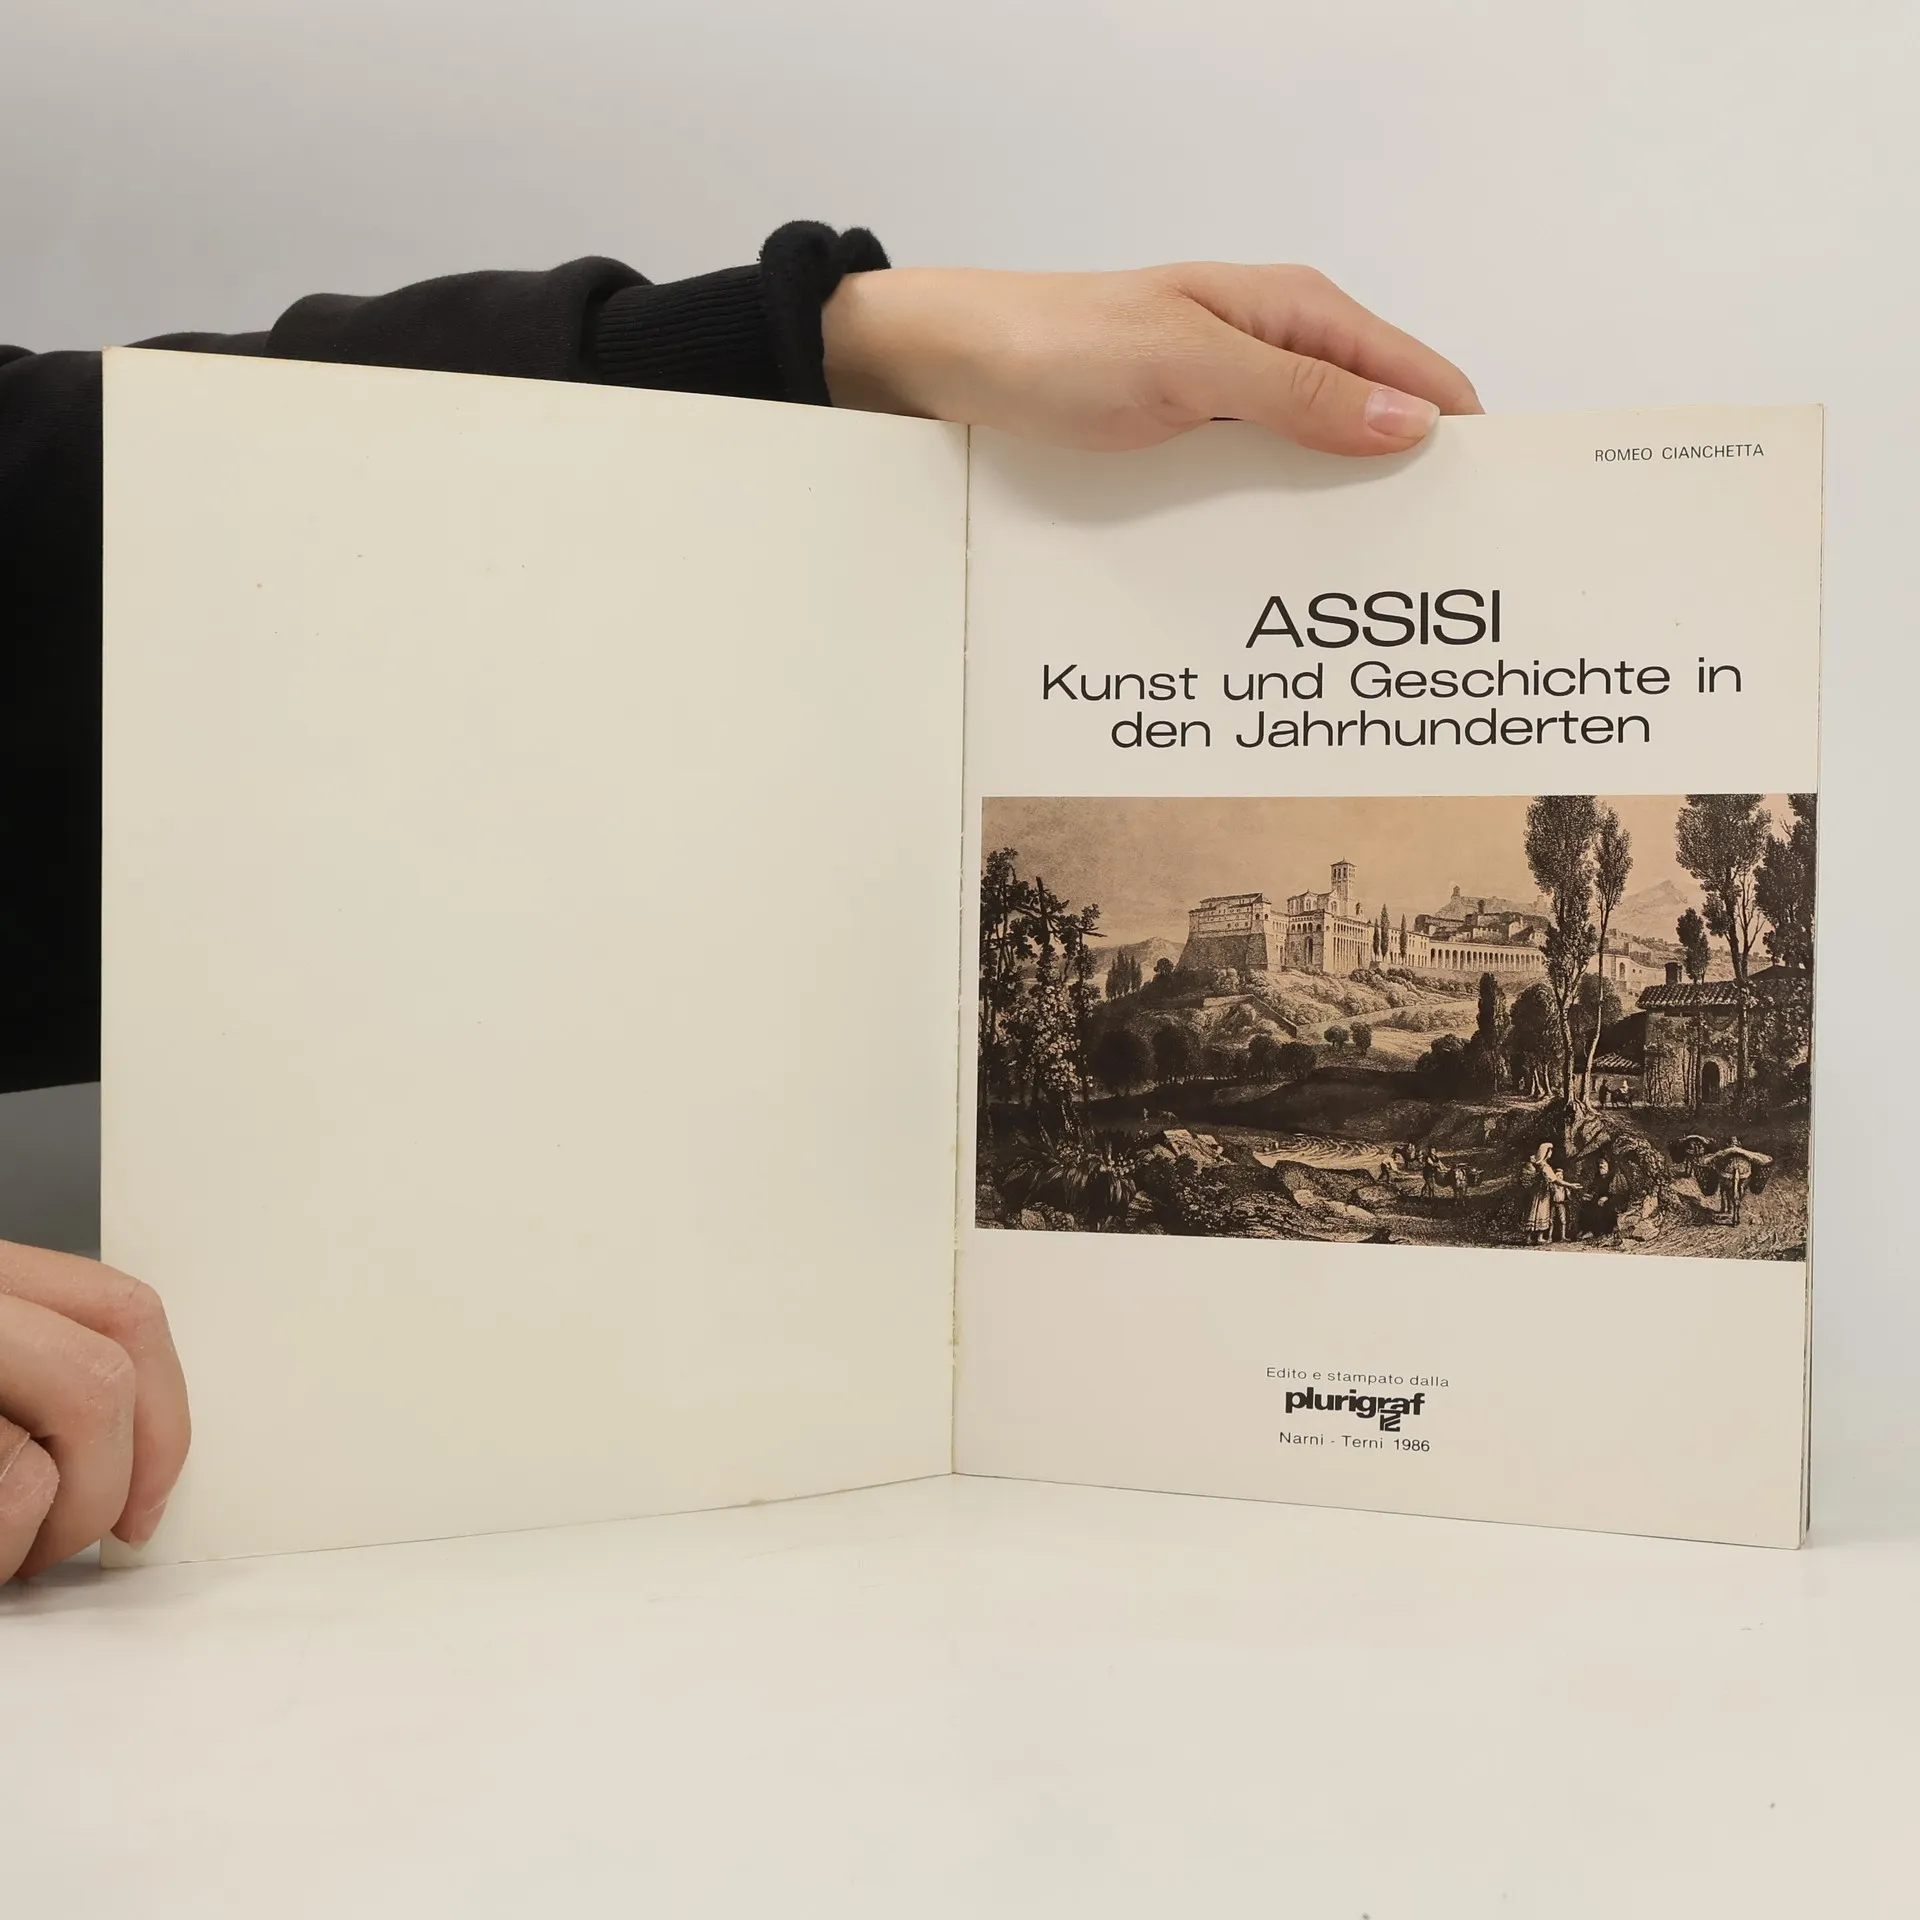 ROMEO CIANCHETTA
ASSISI
Kunst und Geschichte in
den Jahrhunderten
Edito e stampato dalla
plurigraf
Narni - Terni 1986